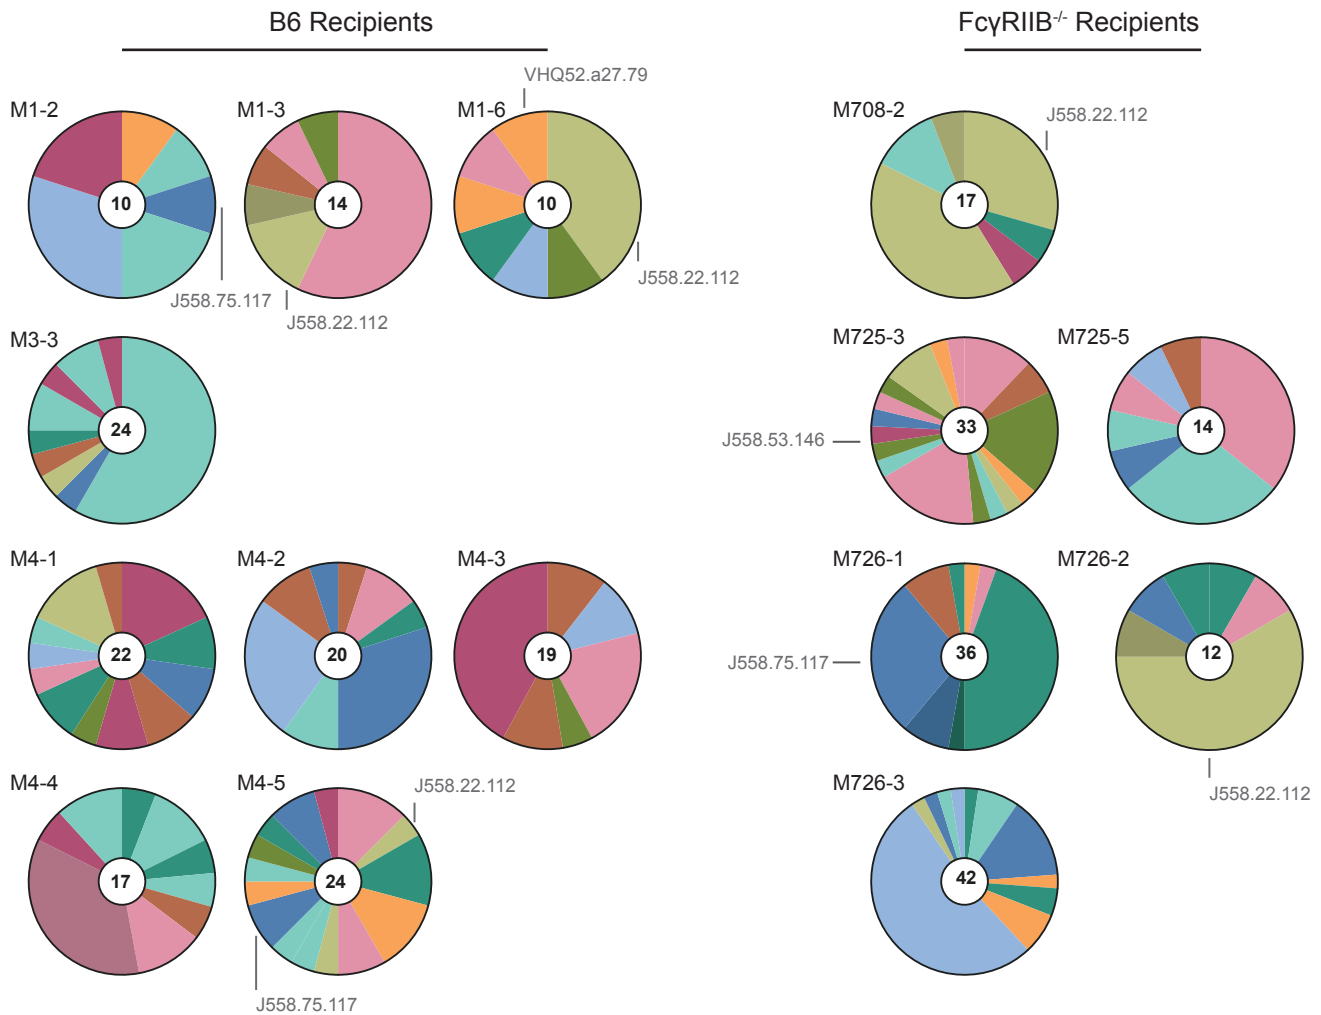 B6 Recipients
FcγRIIB-/- Recipients
VHQ52.a27.79
M1-2
M1-3
M1-6
M708-2
J558.22.112
10
14
10
17
J558.75.117
J558.22.112
J558.22.112
M3-3
M725-3
M725-5
24
33
14
J558.53.146
M4-1
M4-2
M4-3
M726-1
M726-2
22
20
19
36
12
J558.75.117
M4-4
M4-5
J558.22.112
M726-3
J558.22.112
17
24
42
J558.75.117